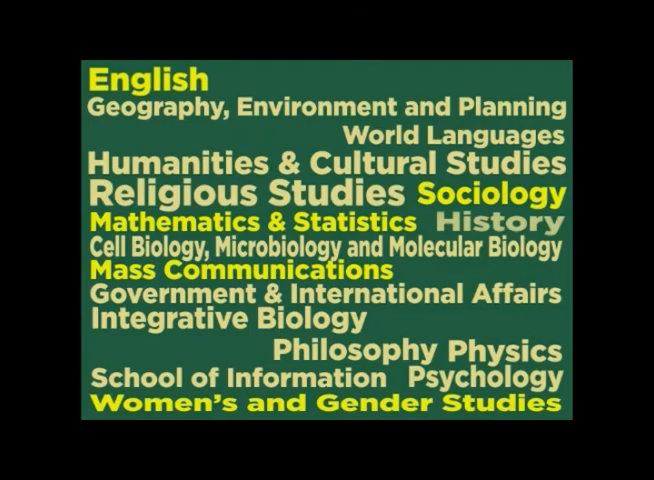 English
Geography, Environment and Planning
World Languages
Humanities & Cultural Studies
Religious Studies Sociology
Mathematics & Statistics History
Cell Biology, Microbiology and Molecular Biology
Mass Communications
Government & International Affairs
Integrative Biology
Philosophy Physics
School of Information Psychology
Women's and Gender Studies